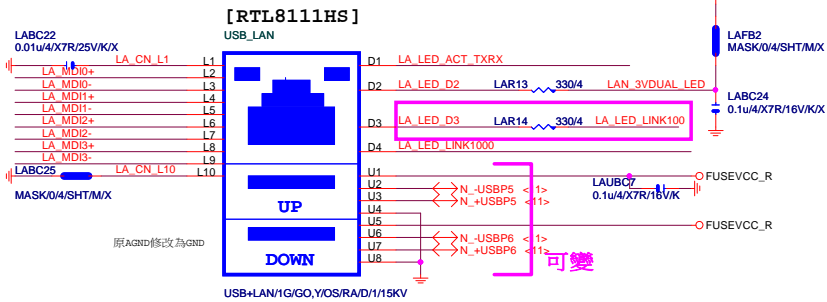 [RTL8111HS]
USB_LAN
LABC22
0.01u/4/X7R/25V/K/X
LA_CN_L1 L1
LA_MDI0+ L2
LA_MDI0- L3
LA_MDI1+ L4
LA_MDI1- L5
LA_MDI2+ L6
LA_MDI2- L7
LA_MDI3+ L8
LA_MDI3- L9
LABC25 LA_CN_L10 L10
MASK/0/4/SHT/M/X
D1 LA_LED_ACT_TXRX
D2 LA_LED_D2 LAR13 330/4 LAN_3VDUAL_LED
D3 LA_LED_D3 LAR14 330/4 LA_LED_LINK100
D4 LA_LED_LINK1000
LAFB2
MASK/0/4/SHT/M/X
LABC24
0.1u/4/X7R/16V/K/X
UP
DOWN
U1 FUSEVCC_R
U2 N_-USBP5
U3 N_+USBP5 <11>
U4
LAUBC7
0.1u/4/X7R/16V/K
U5 FUSEVCC_R
U6 N_-USBP6
U7 N_+USBP6 <11>
U8
可變
原AGND修改為GND
USB+LAN/1G/GO,Y/OS/RA/D/1/15KV